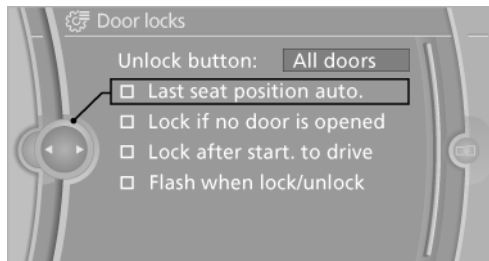 Door locks
Unlock button: All doors
Last seat position auto.
Lock if no door is opened
Lock after start. to drive
Flash when lock/unlock